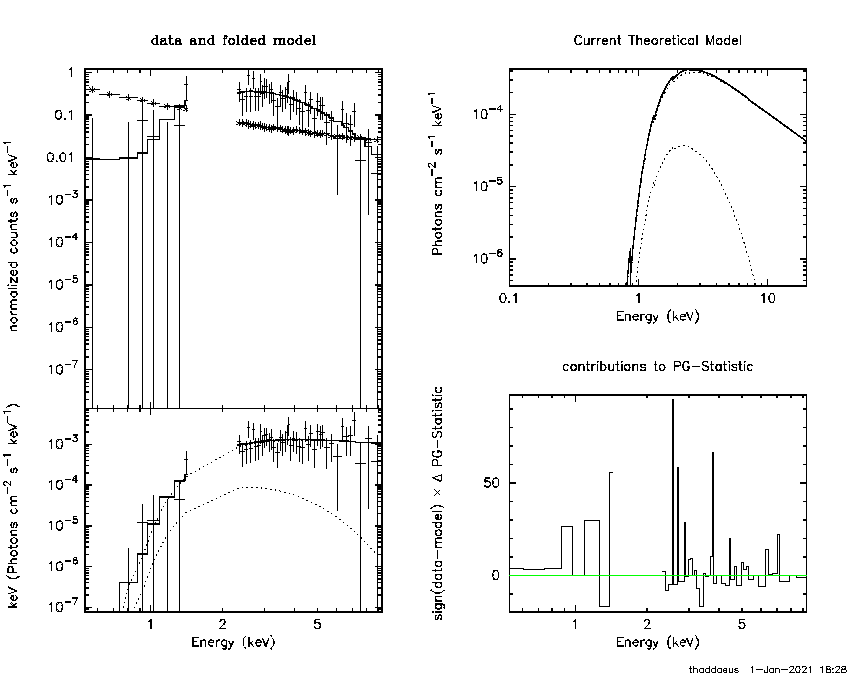 data and folded model
normalized counts s⁻¹ keV⁻¹
1
0.1
0.01
10⁻³
10⁻⁴
10⁻⁵
10⁻⁶
10⁻⁷
keV (Photons cm⁻² s⁻¹ keV⁻¹)
10⁻³
10⁻⁴
10⁻⁵
10⁻⁶
10⁻⁷
1 2 5
Energy (keV)
Current Theoretical Model
Photons cm⁻² s⁻¹ keV⁻¹
10⁻⁴
10⁻⁵
10⁻⁶
0.1 1 10
Energy (keV)
contributions to PG−Statistic
sign(data−model) × Δ PG−Statistic
50
0
1 2 5
Energy (keV)
thaddaeus 1−Jan−2021 18:28